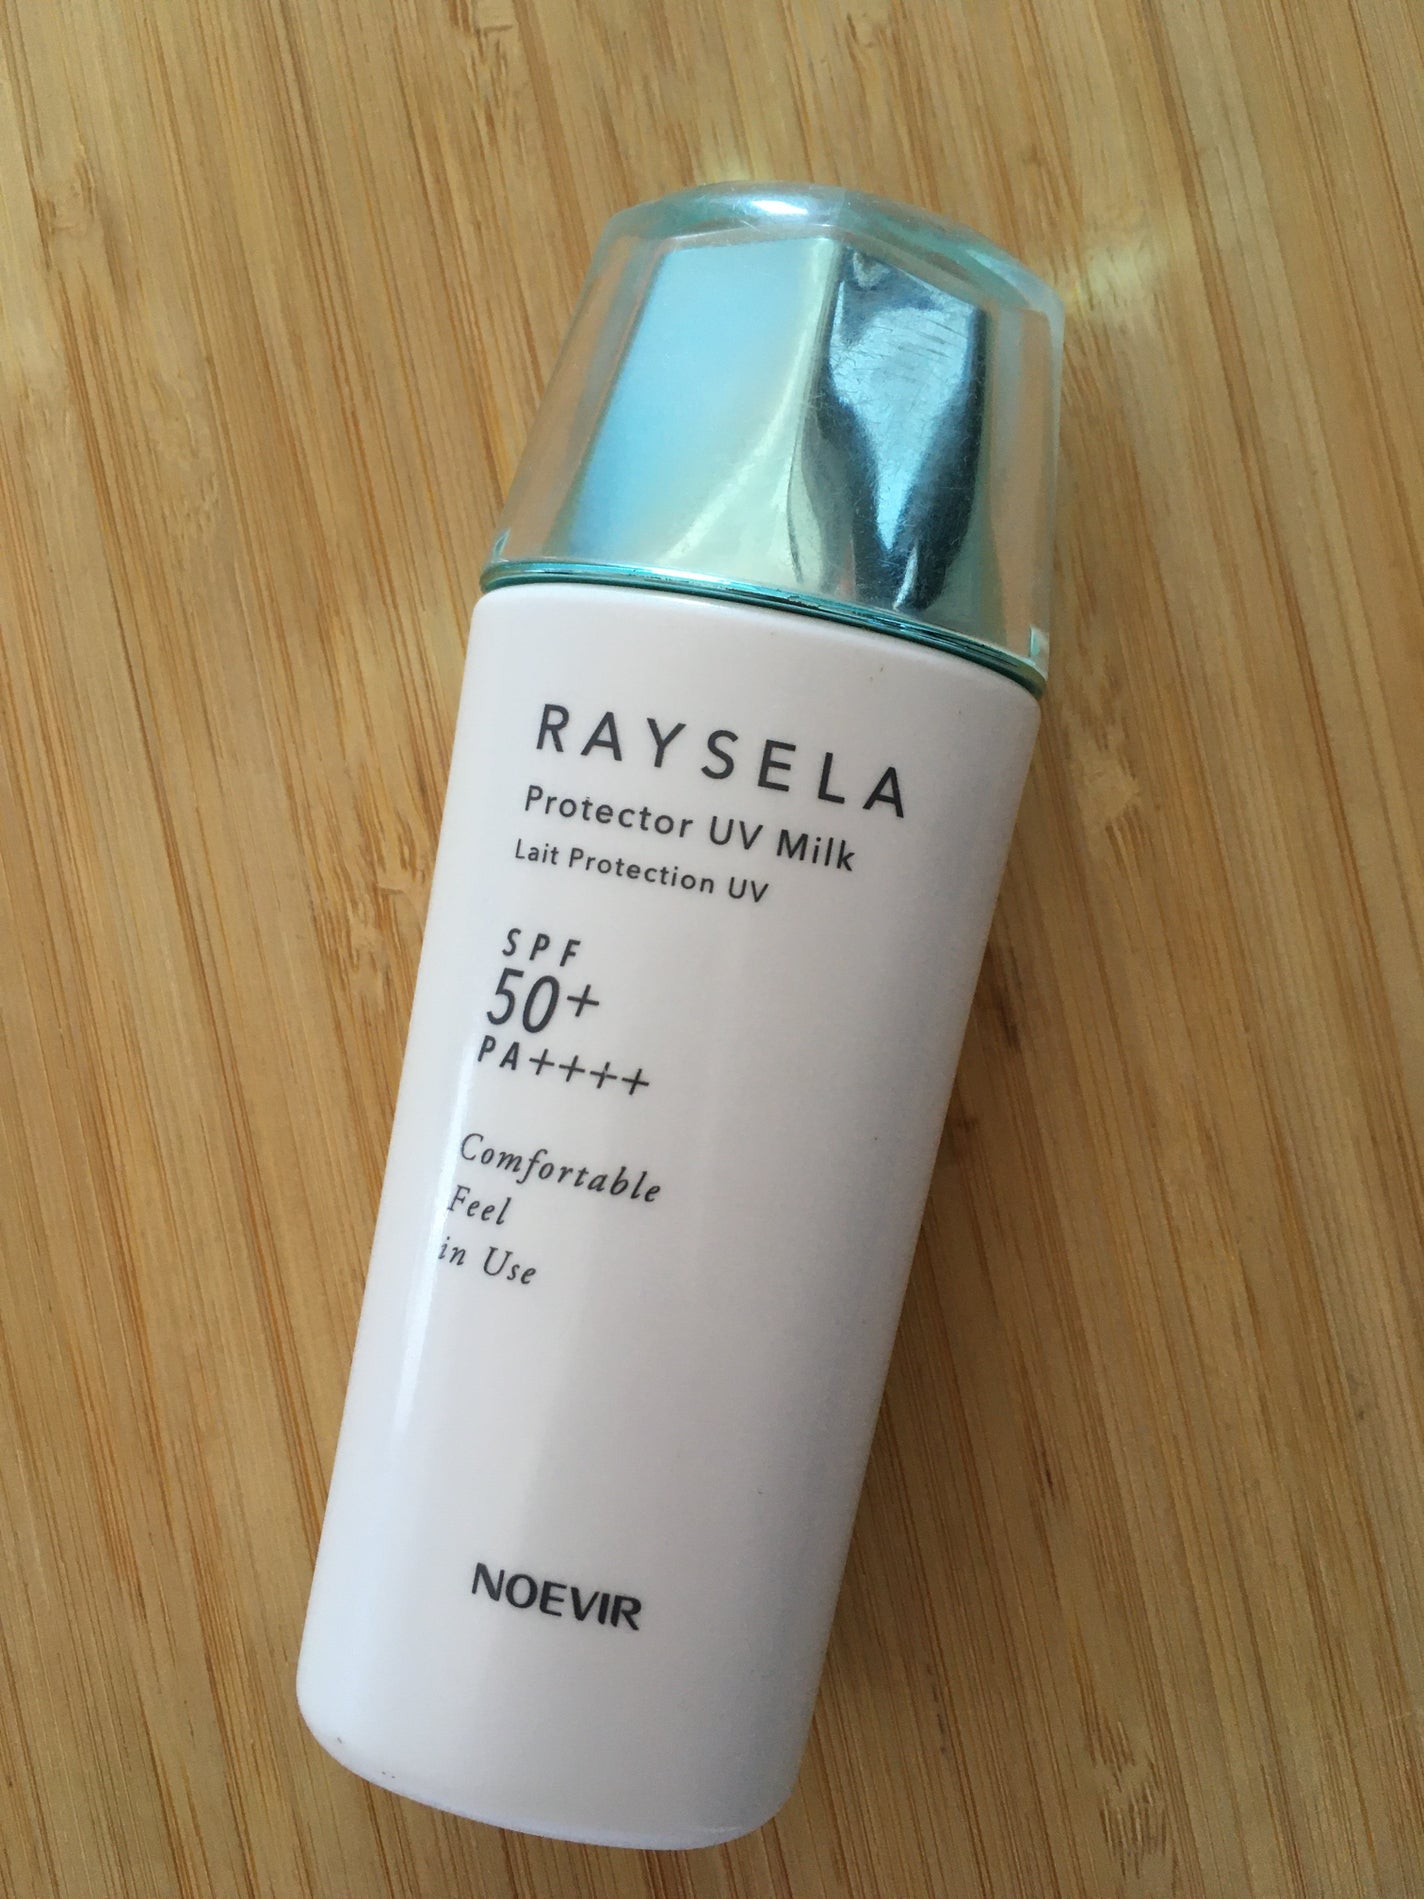 RAYSELA
Protector UV Milk
Lait Protection UV
SPF
50+
PA++++
Comfortable
Feel
in Use
NOEVIR